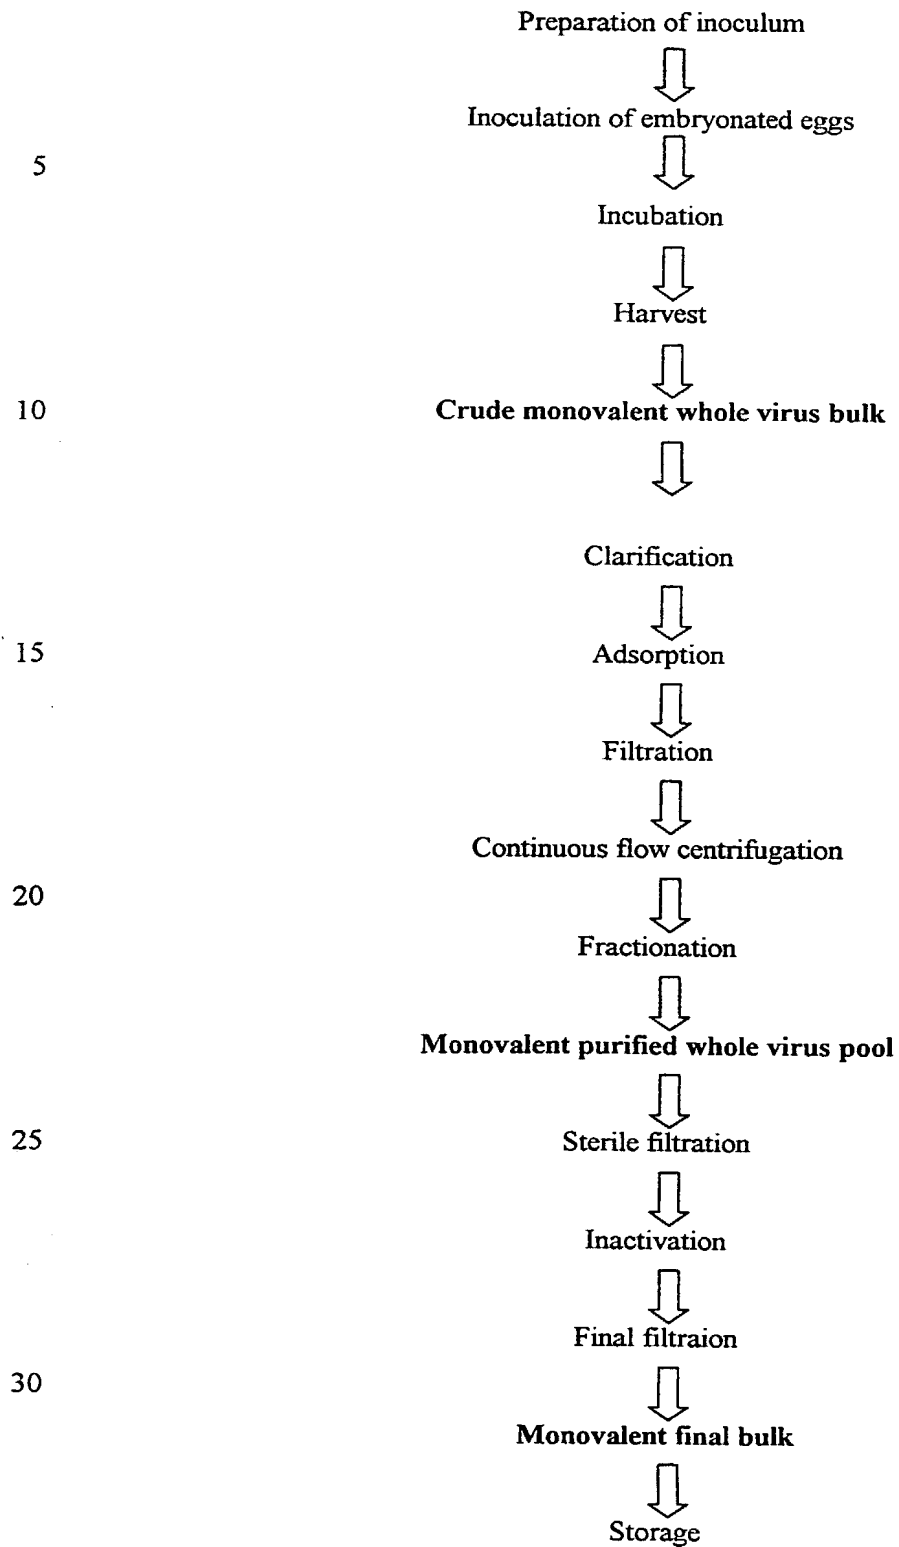 Preparation of inoculum
Inoculation of embryonated eggs
5
Incubation
Harvest
10
Crude monovalent whole virus bulk
Clarification
15
Adsorption
Filtration
Continuous flow centrifugation
20
Fractionation
Monovalent purified whole virus pool
25
Sterile filtration
Inactivation
Final filtraion
30
Monovalent final bulk
Storage